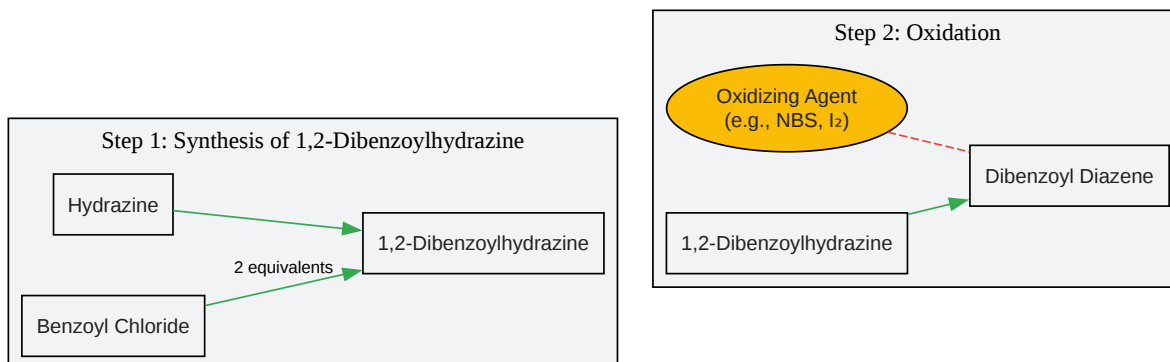 Step 1: Synthesis of 1,2-Dibenzoylhydrazine
Hydrazine
1,2-Dibenzoylhydrazine
2 equivalents
Benzoyl Chloride
Step 2: Oxidation
Oxidizing Agent
(e.g., NBS, I₂)
Dibenzoyl Diazene
1,2-Dibenzoylhydrazine